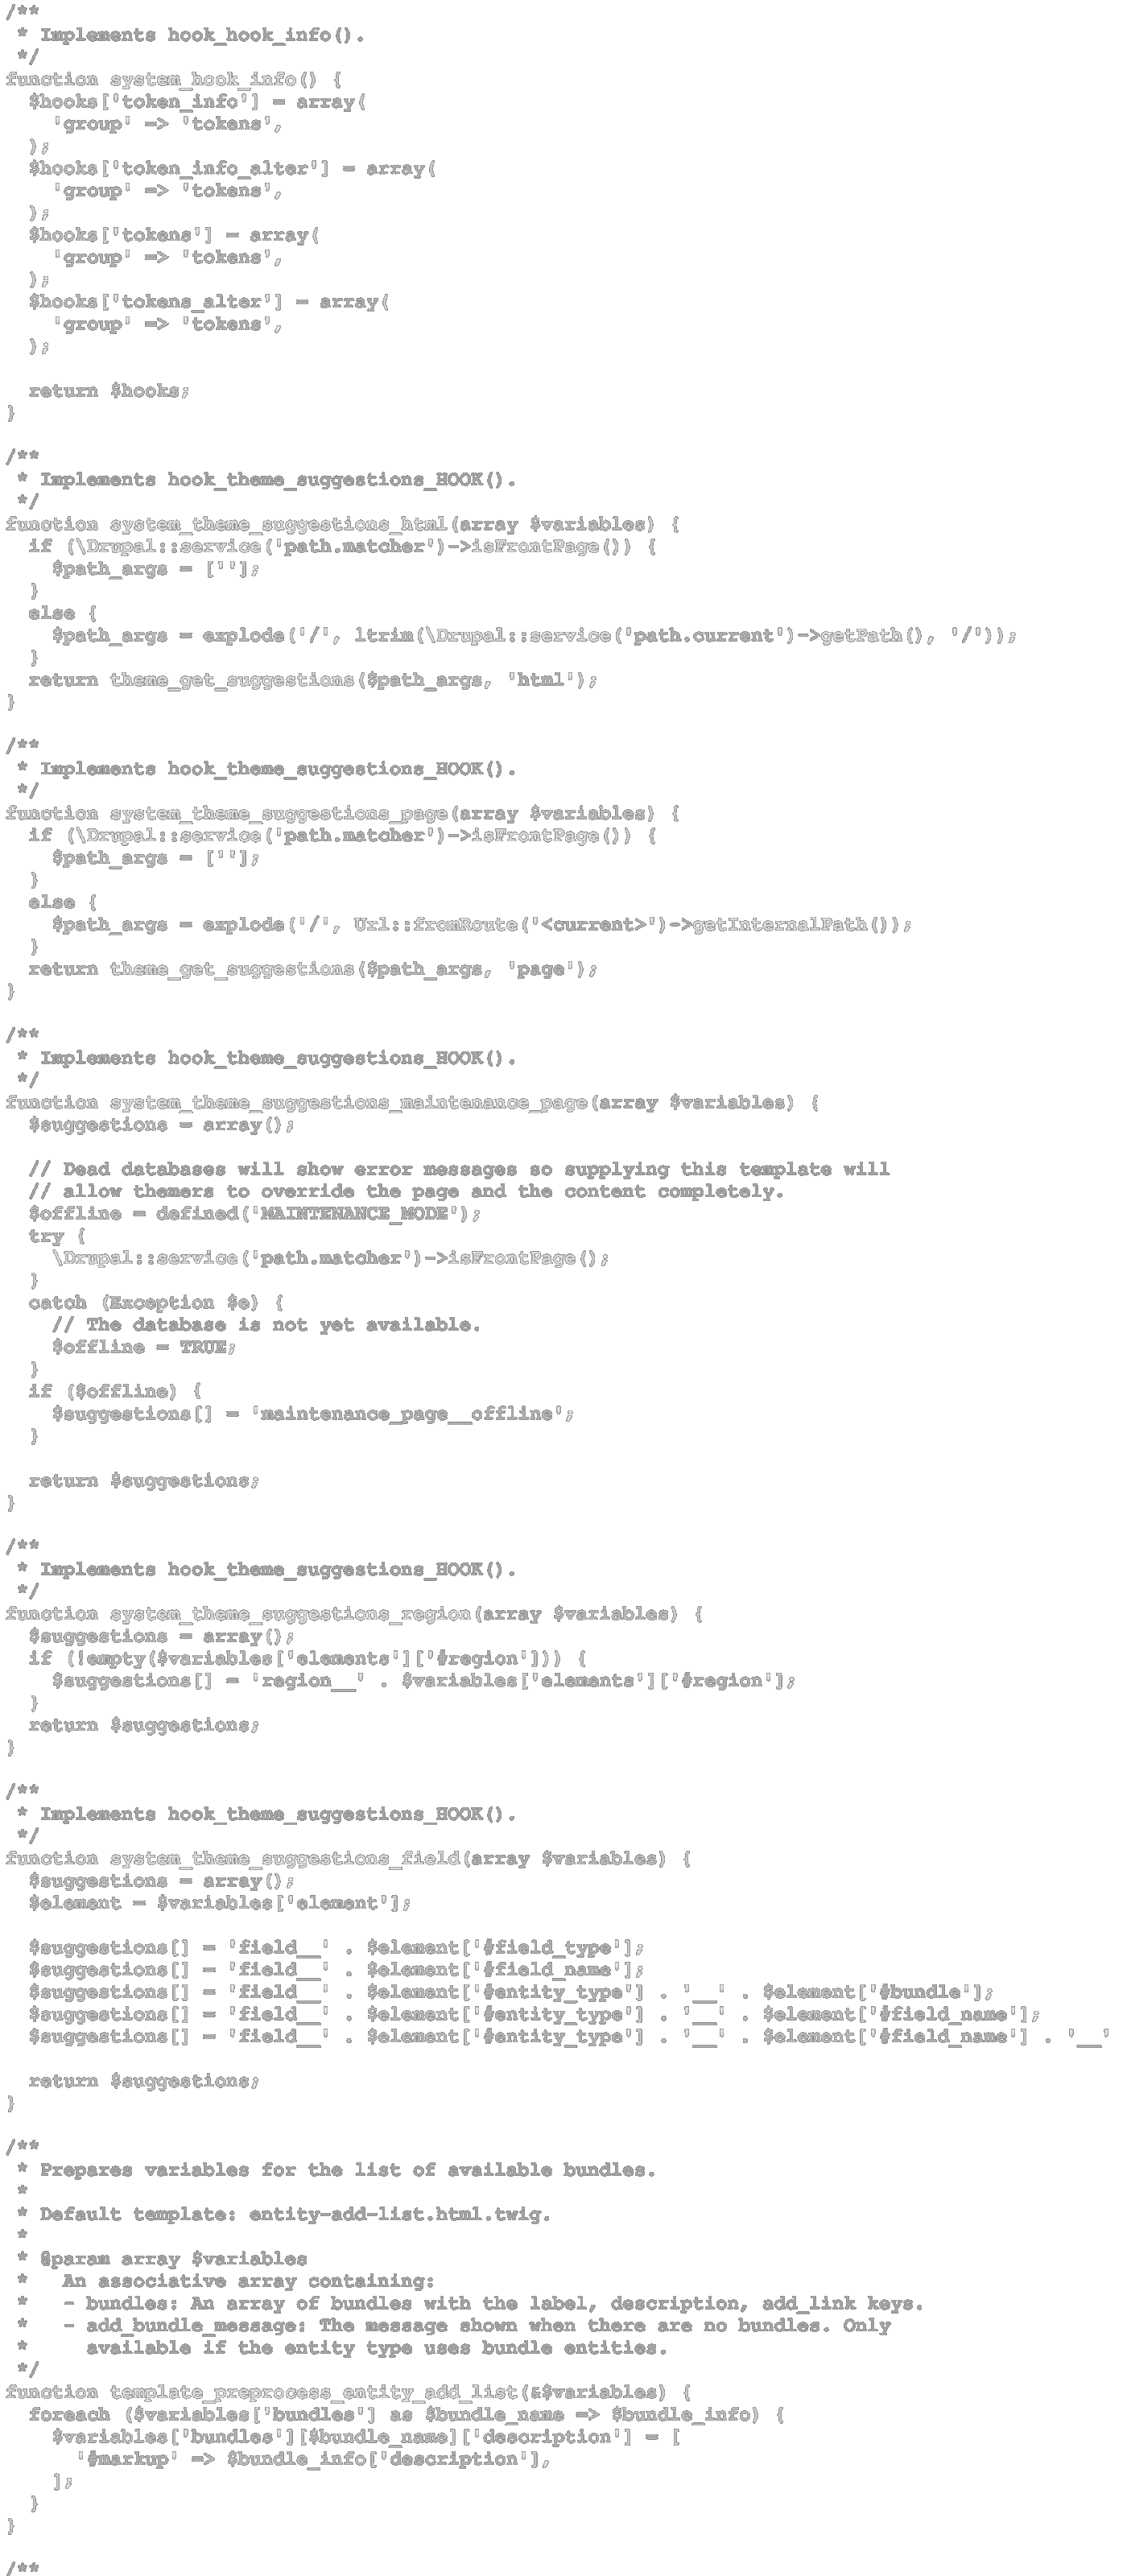 /**
 * Implements hook_hook_info().
 */
function system_hook_info() {
  $hooks['token_info'] = array(
    'group' => 'tokens',
  );
  $hooks['token_info_alter'] = array(
    'group' => 'tokens',
  );
  $hooks['tokens'] = array(
    'group' => 'tokens',
  );
  $hooks['tokens_alter'] = array(
    'group' => 'tokens',
  );

  return $hooks;
}

/**
 * Implements hook_theme_suggestions_HOOK().
 */
function system_theme_suggestions_html(array $variables) {
  if (\Drupal::service('path.matcher')->isFrontPage()) {
    $path_args = [''];
  }
  else {
    $path_args = explode('/', ltrim(\Drupal::service('path.current')->getPath(), '/'));
  }
  return theme_get_suggestions($path_args, 'html');
}

/**
 * Implements hook_theme_suggestions_HOOK().
 */
function system_theme_suggestions_page(array $variables) {
  if (\Drupal::service('path.matcher')->isFrontPage()) {
    $path_args = [''];
  }
  else {
    $path_args = explode('/', Url::fromRoute('<current>')->getInternalPath());
  }
  return theme_get_suggestions($path_args, 'page');
}

/**
 * Implements hook_theme_suggestions_HOOK().
 */
function system_theme_suggestions_maintenance_page(array $variables) {
  $suggestions = array();

  // Dead databases will show error messages so supplying this template will
  // allow themers to override the page and the content completely.
  $offline = defined('MAINTENANCE_MODE');
  try {
    \Drupal::service('path.matcher')->isFrontPage();
  }
  catch (Exception $e) {
    // The database is not yet available.
    $offline = TRUE;
  }
  if ($offline) {
    $suggestions[] = 'maintenance_page__offline';
  }

  return $suggestions;
}

/**
 * Implements hook_theme_suggestions_HOOK().
 */
function system_theme_suggestions_region(array $variables) {
  $suggestions = array();
  if (!empty($variables['elements']['#region'])) {
    $suggestions[] = 'region__' . $variables['elements']['#region'];
  }
  return $suggestions;
}

/**
 * Implements hook_theme_suggestions_HOOK().
 */
function system_theme_suggestions_field(array $variables) {
  $suggestions = array();
  $element = $variables['element'];

  $suggestions[] = 'field__' . $element['#field_type'];
  $suggestions[] = 'field__' . $element['#field_name'];
  $suggestions[] = 'field__' . $element['#entity_type'] . '__' . $element['#bundle'];
  $suggestions[] = 'field__' . $element['#entity_type'] . '__' . $element['#field_name'];
  $suggestions[] = 'field__' . $element['#entity_type'] . '__' . $element['#field_name'] . '__'

  return $suggestions;
}

/**
 * Prepares variables for the list of available bundles.
 *
 * Default template: entity-add-list.html.twig.
 *
 * @param array $variables
 *   An associative array containing:
 *   - bundles: An array of bundles with the label, description, add_link keys.
 *   - add_bundle_message: The message shown when there are no bundles. Only
 *     available if the entity type uses bundle entities.
 */
function template_preprocess_entity_add_list(&$variables) {
  foreach ($variables['bundles'] as $bundle_name => $bundle_info) {
    $variables['bundles'][$bundle_name]['description'] = [
      '#markup' => $bundle_info['description'],
    ];
  }
}

/**